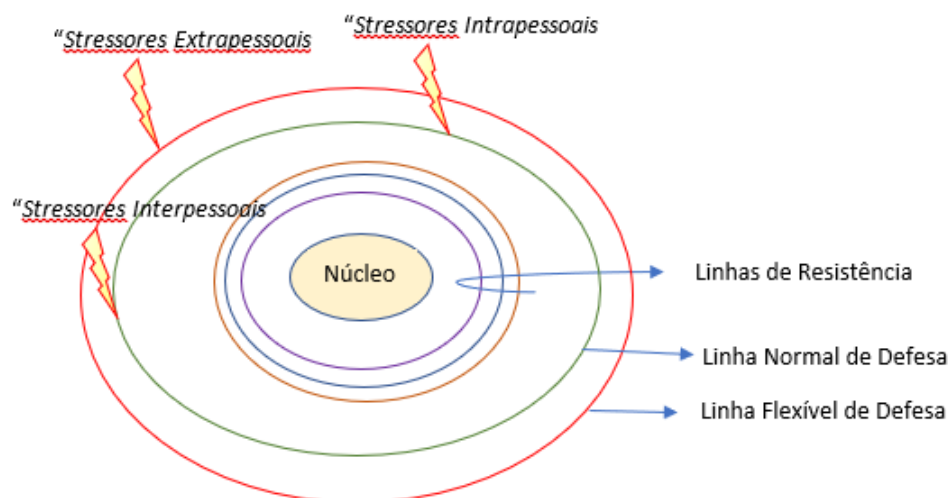 “Stressores Intrapessoais
“Stressores Extrapessoais
“Stressores Interpessoais
Núcleo
Linhas de Resistência
Linha Normal de Defesa
Linha Flexível de Defesa